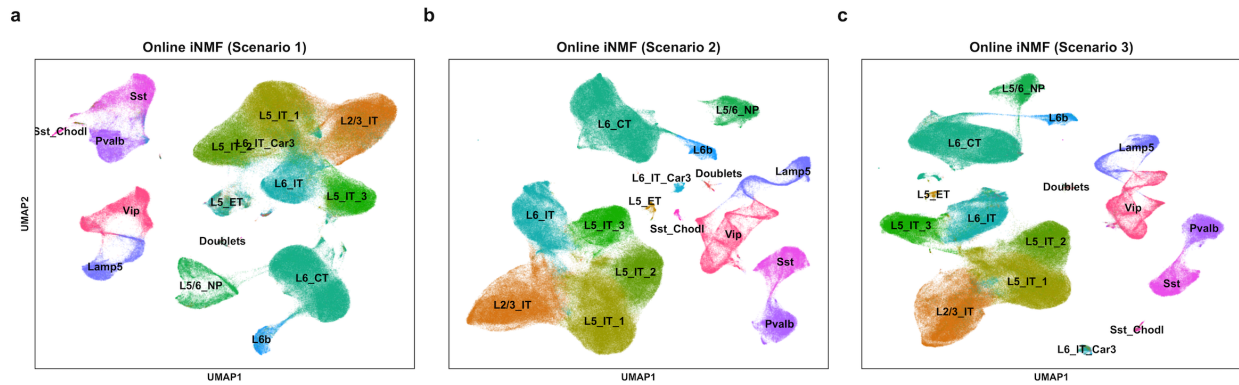 a
Online iNMF (Scenario 1)
Sst
Sst_Chodl
Pvalb
L5_IT_1
L2/3_IT
L5_IT_2
L6_IT_Car3
L6_IT
L5_IT_3
L5_ET
Vip
Lamp5
Doublets
L5/6_NP
L6_CT
L6b
UMAP2
UMAP1
b
Online iNMF (Scenario 2)
L6_CT
L5/6_NP
L6b
Lamp5
Doublets
L6_IT_Car3
L5_ET
Sst_Chodl
L6_IT
L5_IT_3
Vip
L5_IT_2
Sst
L2/3_IT
L5_IT_1
Pvalb
UMAP1
c
Online iNMF (Scenario 3)
L5/6_NP
L6b
L6_CT
Lamp5
Doublets
L5_ET
Vip
L5_IT_3
L6_IT
Pvalb
L5_IT_2
L5_IT_1
Sst
L2/3_IT
Sst_Chodl
L6_IT_Car3
UMAP1